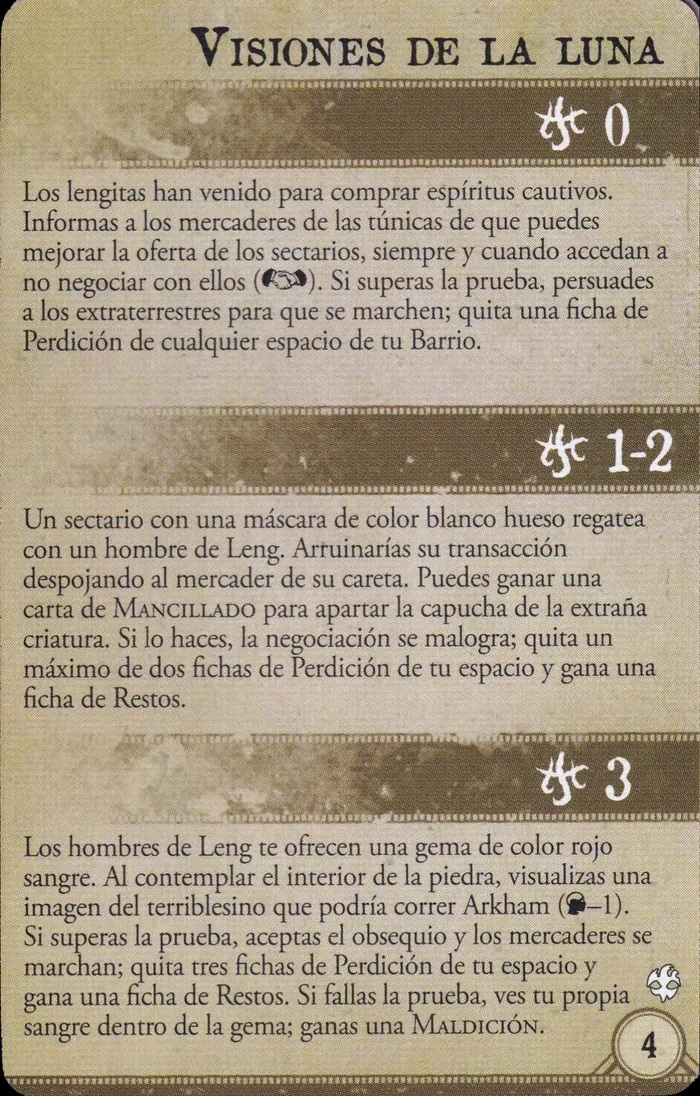 VISIONES DE LA LUNA
0
Los lengitas han venido para comprar espíritus cautivos.
Informas a los mercaderes de las túnicas de que puedes
mejorar la oferta de los sectarios, siempre y cuando accedan a
no negociar con ellos (). Si superas la prueba, persuades
a los extraterrestres para que se marchen; quita una ficha de
Perdición de cualquier espacio de tu Barrio.
1-2
Un sectario con una máscara de color blanco hueso regatea
con un hombre de Leng. Arruinarías su transacción
despojando al mercader de su careta. Puedes ganar una
carta de MANCILLADO para apartar la capucha de la extraña
criatura. Si lo haces, la negociación se malogra; quita un
máximo de dos fichas de Perdición de tu espacio y gana una
ficha de Restos.
3
Los hombres de Leng te ofrecen una gema de color rojo
sangre. Al contemplar el interior de la piedra, visualizas una
imagen del terriblesino que podría correr Arkham (–1).
Si superas la prueba, aceptas el obsequio y los mercaderes se
marchan; quita tres fichas de Perdición de tu espacio y
gana una ficha de Restos. Si fallas la prueba, ves tu propia
sangre dentro de la gema; ganas una MALDICIÓN.
4